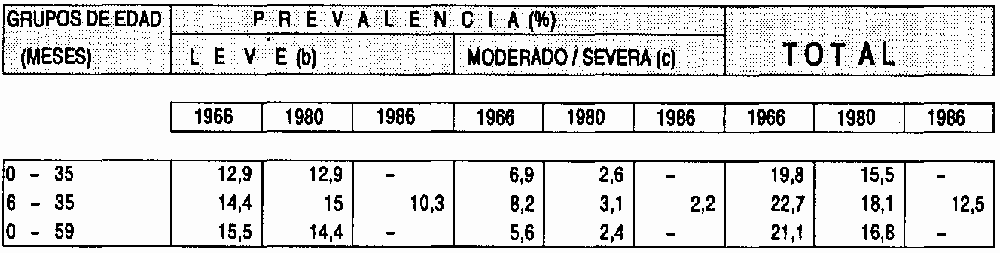 GRUPOS DE EDAD (MESES) P R E V A L E N C I A (%) TOTAL
L E V E (b) MODERADO / SEVERA (c)
1966 1980 1986 1966 1980 1986 1966 1980 1986
0 - 35 12,9 12,9 - 6,9 2,6 - 19,8 15,5 -
6 - 35 14,4 15 10,3 8,2 3,1 2,2 22,7 18,1 12,5
0 - 59 15,5 14,4 - 5,6 2,4 - 21,1 16,8 -